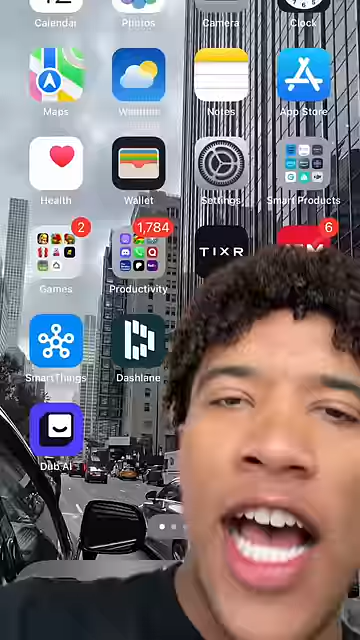 Calendar Photos Camera Clock
Maps Weather Notes App Store
Health Wallet Settings Smart Products
2 1,784 6
TIXR
Games Productivity
SmartThings Dashlane
Dub AI